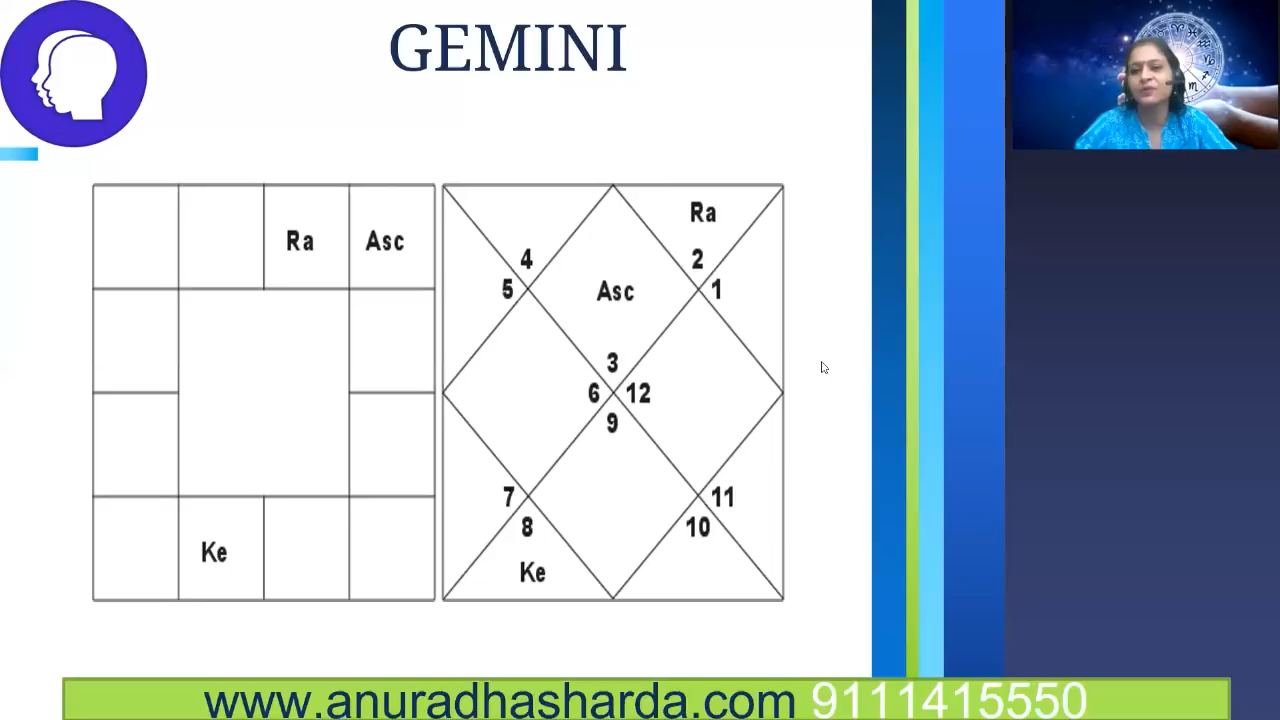 GEMINI
Ra Asc
Ke
Ra
4 2
5 Asc 1
3
6 12
9
7 11
8 10
Ke
www.anuradhasharda.com 9111415550